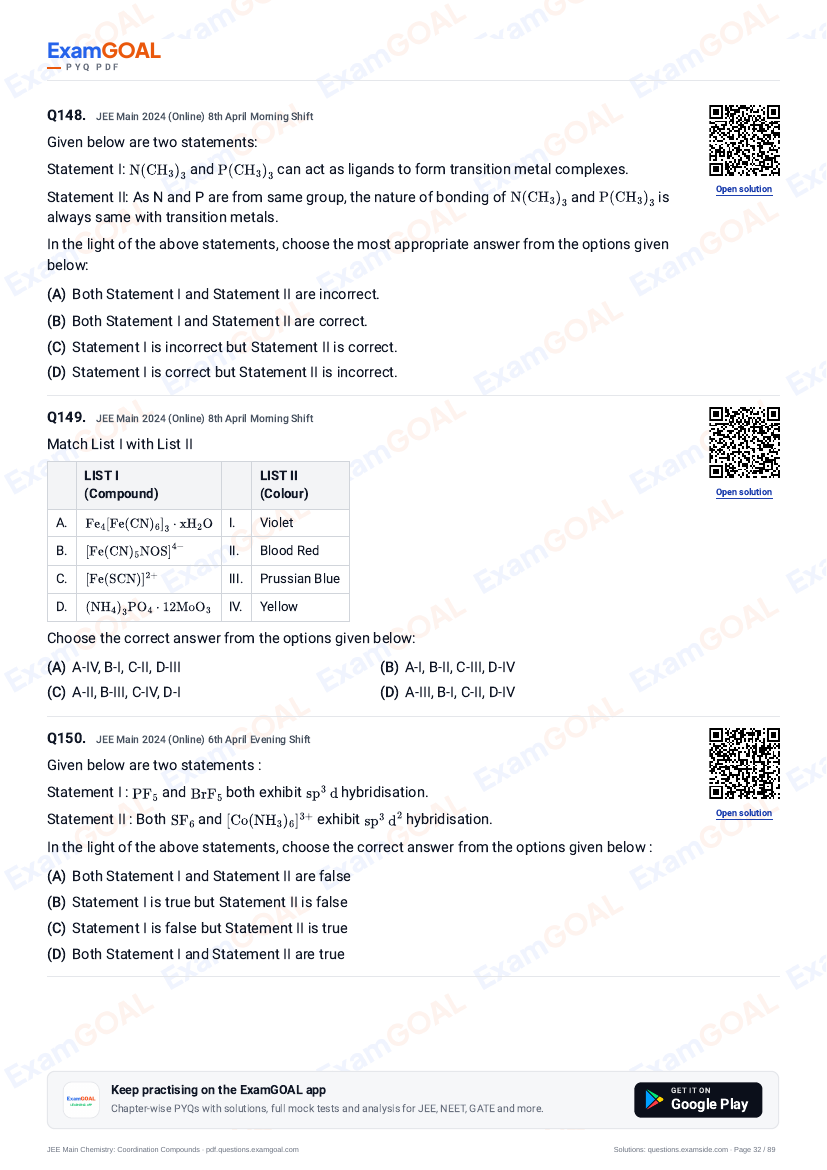 ExamGOAL
PYQ PDF
Q148. JEE Main 2024 (Online) 8th April Morning Shift
Given below are two statements:
Statement I: N(CH₃)₃ and P(CH₃)₃ can act as ligands to form transition metal complexes.
Statement II: As N and P are from same group, the nature of bonding of N(CH₃)₃ and P(CH₃)₃ is
always same with transition metals.
In the light of the above statements, choose the most appropriate answer from the options given
below:
(A) Both Statement I and Statement II are incorrect.
(B) Both Statement I and Statement II are correct.
(C) Statement I is incorrect but Statement II is correct.
(D) Statement I is correct but Statement II is incorrect.
Open solution
Q149. JEE Main 2024 (Online) 8th April Morning Shift
Match List I with List II
LIST I (Compound) LIST II (Colour)
A. Fe₄[Fe(CN)₆]₃ · xH₂O I. Violet
B. [Fe(CN)₅NOS]⁴⁻ II. Blood Red
C. [Fe(SCN)]²⁺ III. Prussian Blue
D. (NH₄)₃PO₄ · 12MoO₃ IV. Yellow
Choose the correct answer from the options given below:
(A) A-IV, B-I, C-II, D-III (B) A-I, B-II, C-III, D-IV
(C) A-II, B-III, C-IV, D-I (D) A-III, B-I, C-II, D-IV
Open solution
Q150. JEE Main 2024 (Online) 6th April Evening Shift
Given below are two statements :
Statement I : PF₅ and BrF₅ both exhibit sp³ d hybridisation.
Statement II : Both SF₆ and [Co(NH₃)₆]³⁺ exhibit sp³ d² hybridisation.
In the light of the above statements, choose the correct answer from the options given below :
(A) Both Statement I and Statement II are false
(B) Statement I is true but Statement II is false
(C) Statement I is false but Statement II is true
(D) Both Statement I and Statement II are true
Open solution
Keep practising on the ExamGOAL app
Chapter-wise PYQs with solutions, full mock tests and analysis for JEE, NEET, GATE and more.
GET IT ON
Google Play
JEE Main Chemistry: Coordination Compounds · pdf.questions.examgoal.com Solutions: questions.examside.com · Page 32 / 89